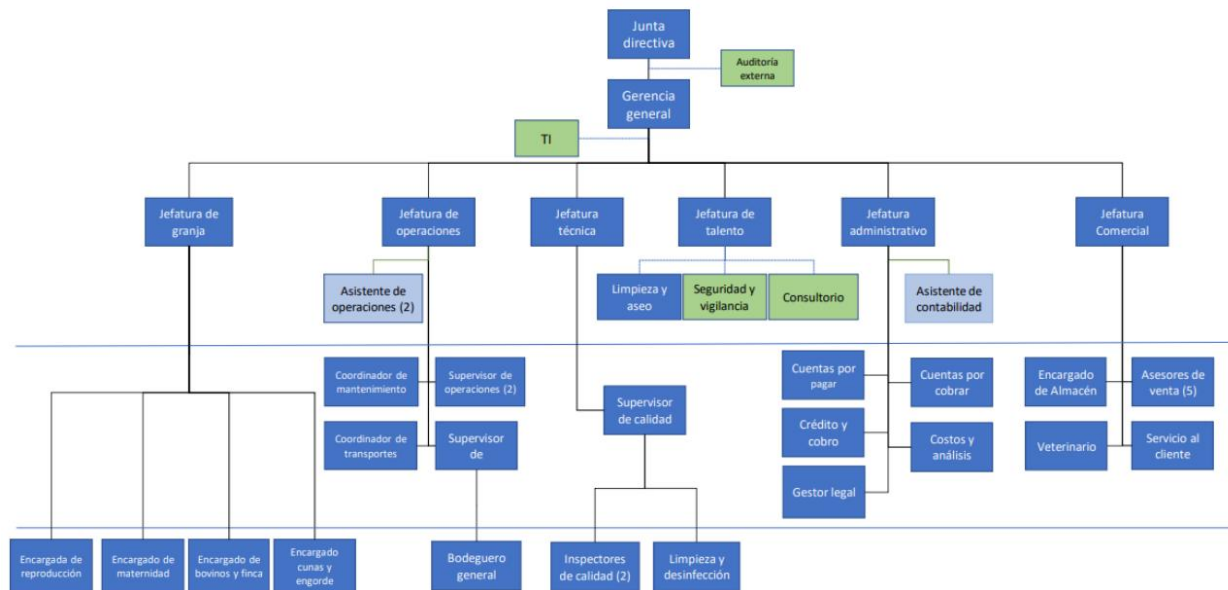 Junta
directiva
Auditoría
externa
Gerencia
general
TI
Jefatura de
granja
Jefatura de
operaciones
Jefatura
técnica
Jefatura de
talento
Jefatura
administrativo
Jefatura
Comercial
Asistente de
operaciones (2)
Limpieza y
aseo
Seguridad y
vigilancia
Consultorio
Asistente de
contabilidad
Coordinador de
mantenimiento
Supervisor de
operaciones (2)
Coordinador de
transportes
Supervisor
de
Supervisor
de calidad
Cuentas por
pagar
Cuentas por
cobrar
Crédito y
cobro
Costos y
análisis
Gestor legal
Encargado
de Almacén
Asesores de
venta (5)
Veterinario
Servicio al
cliente
Encargada de
reproducción
Encargado de
maternidad
Encargado de
bovinos y finca
Encargado
cunas y
engorde
Bodeguero
general
Inspectores
de calidad (2)
Limpieza y
desinfección